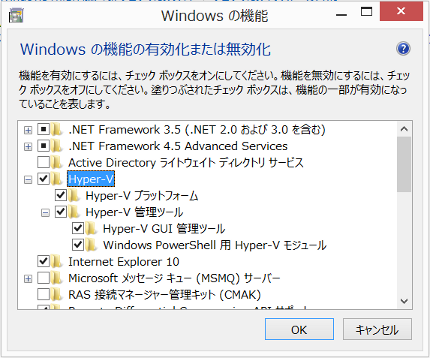 Windows の機能
Windows の機能の有効化または無効化
機能を有効にするには、チェック ボックスをオンにしてください。機能を無効にするには、チェッ
ク ボックスをオフにしてください。塗りつぶされたチェック ボックスは、機能の一部が有効になっ
ていることを表します。
.NET Framework 3.5 (.NET 2.0 および 3.0 を含む)
.NET Framework 4.5 Advanced Services
Active Directory ライトウェイト ディレクトリ サービス
Hyper-V
Hyper-V プラットフォーム
Hyper-V 管理ツール
Hyper-V GUI 管理ツール
Windows PowerShell 用 Hyper-V モジュール
Internet Explorer 10
Microsoft メッセージ キュー (MSMQ) サーバー
RAS 接続マネージャー管理キット (CMAK)
Remote Differential Compression API サポート
OK
キャンセル